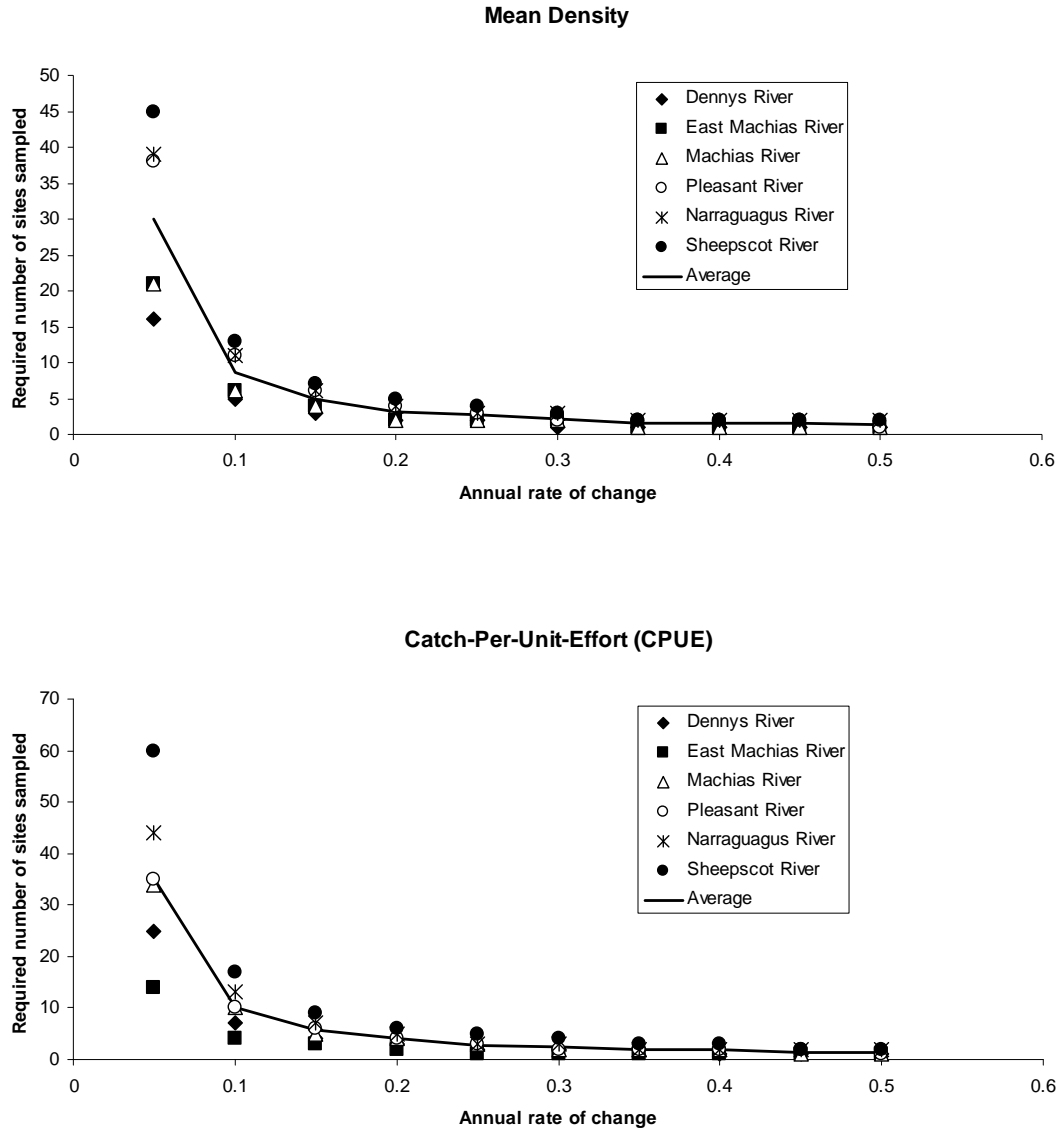 Mean Density
50
45
40
35
30
25
20
15
10
5
0
Required number of sites sampled
0 0.1 0.2 0.3 0.4 0.5 0.6
Annual rate of change
Dennys River
East Machias River
Machias River
Pleasant River
Narraguagus River
Sheepscot River
Average
Catch-Per-Unit-Effort (CPUE)
70
60
50
40
30
20
10
0
Required number of sites sampled
0 0.1 0.2 0.3 0.4 0.5 0.6
Annual rate of change
Dennys River
East Machias River
Machias River
Pleasant River
Narraguagus River
Sheepscot River
Average